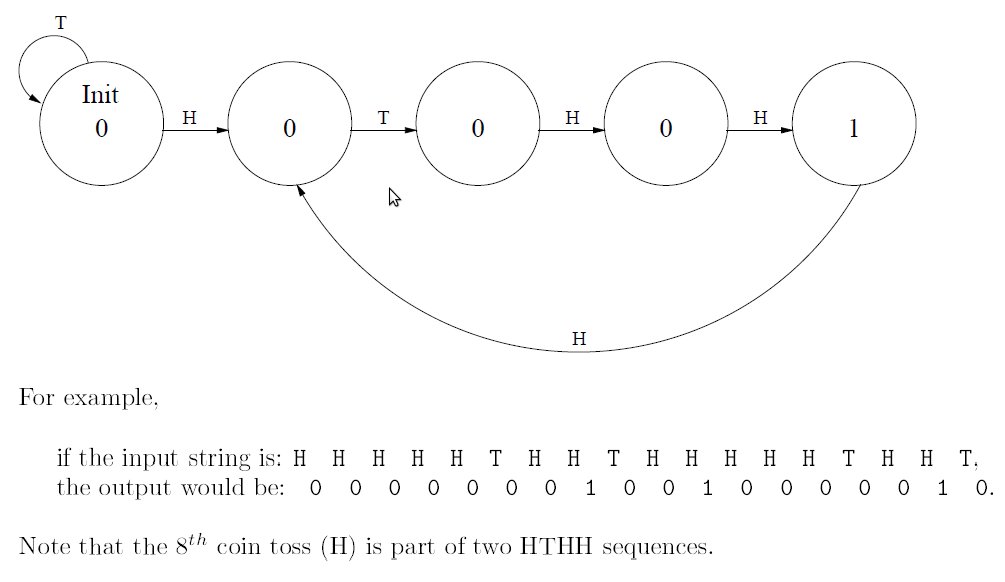 T
Init
0 H 0 T 0 H 0 H 1
H
For example,
if the input string is: H H H H H T H H T H H H H H T H H T,
the output would be: 0 0 0 0 0 0 0 1 0 0 1 0 0 0 0 0 1 0.
Note that the 8th coin toss (H) is part of two HTHH sequences.